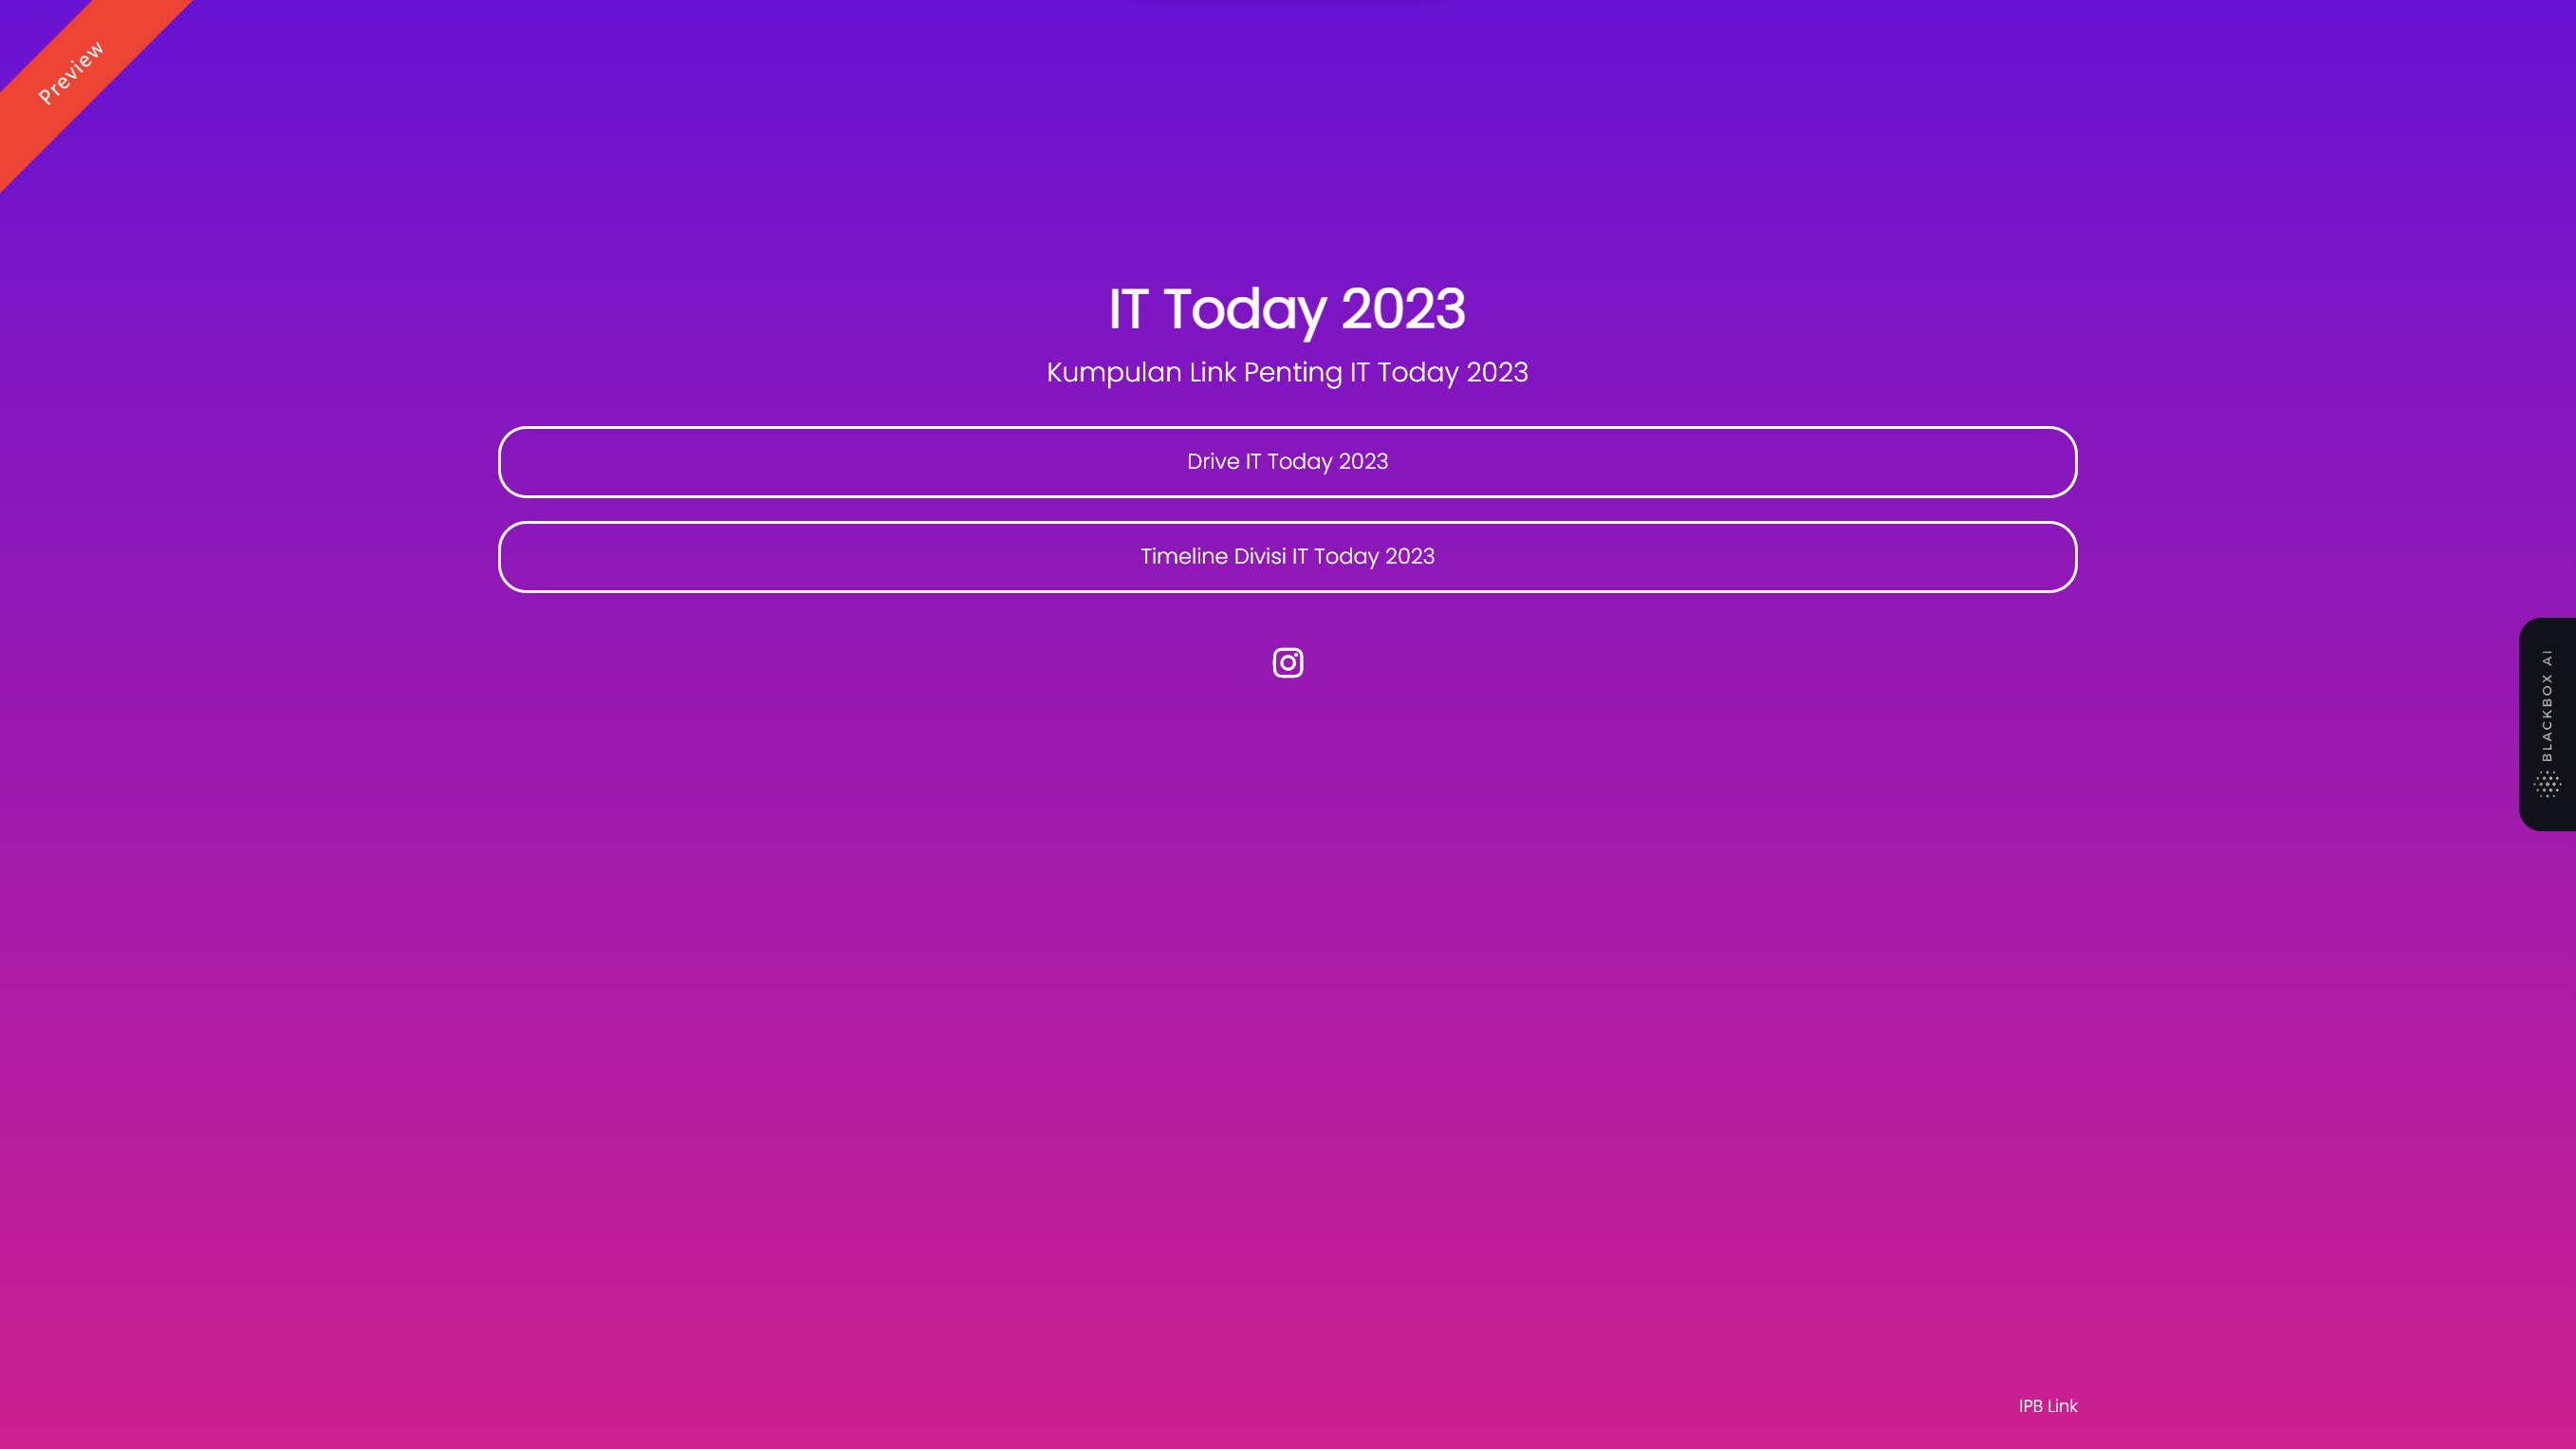 Preview
IT Today 2023
Kumpulan Link Penting IT Today 2023
Drive IT Today 2023
Timeline Divisi IT Today 2023
BLACKBOX AI
IPB Link